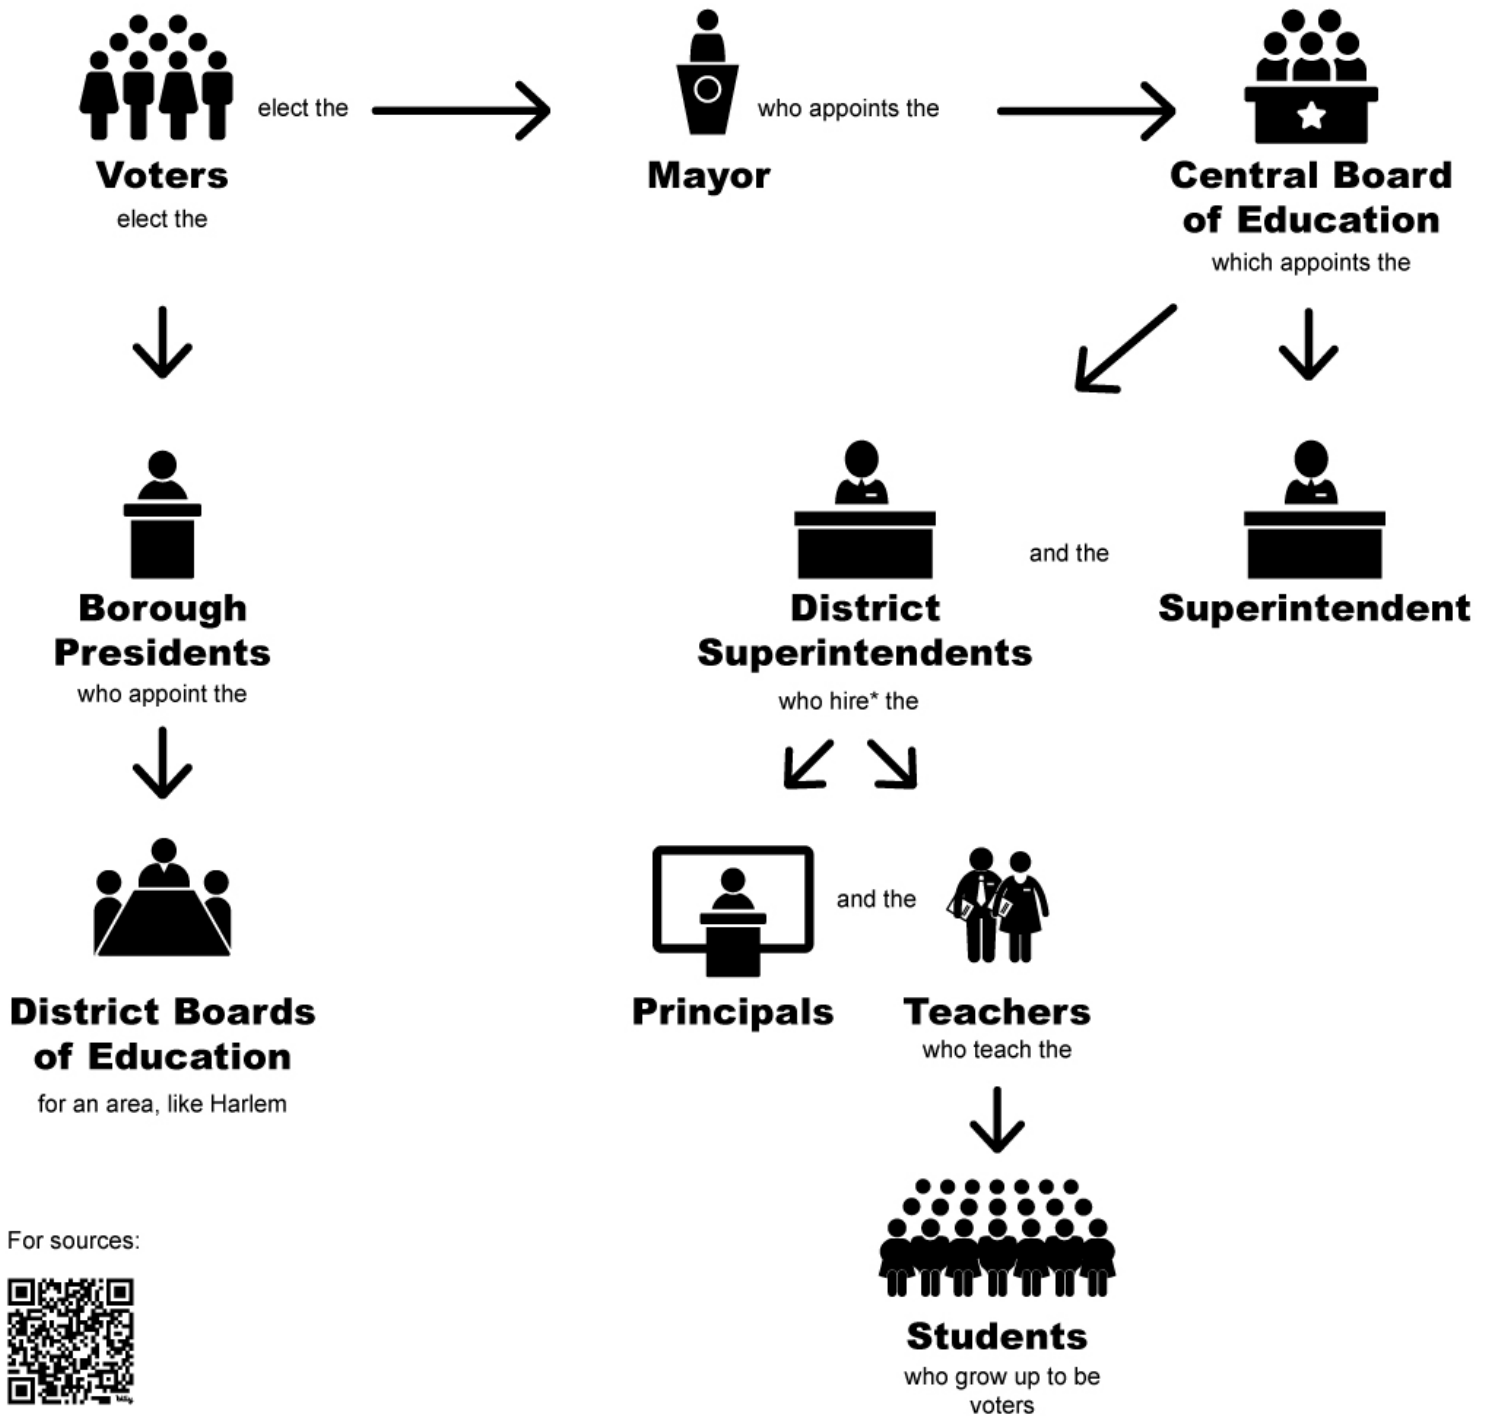 elect the
who appoints the
Voters
Mayor
Central Board
of Education
elect the
which appoints the
and the
Borough
Presidents
District
Superintendents
Superintendent
who appoint the
who hire* the
and the
District Boards
of Education
Principals
Teachers
for an area, like Harlem
who teach the
For sources:
Students
who grow up to be
voters